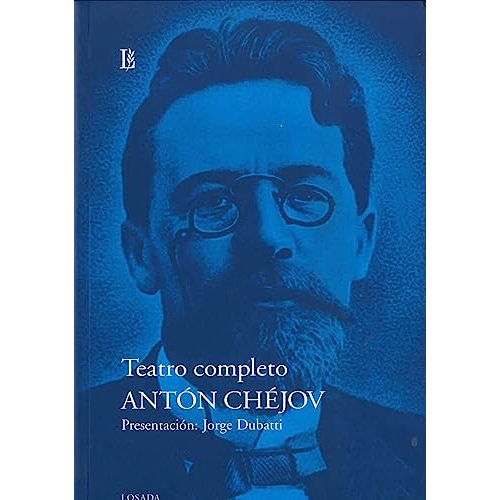 Teatro completo
ANTÓN CHÉJOV
Presentación: Jorge Dubatti
LOSADA